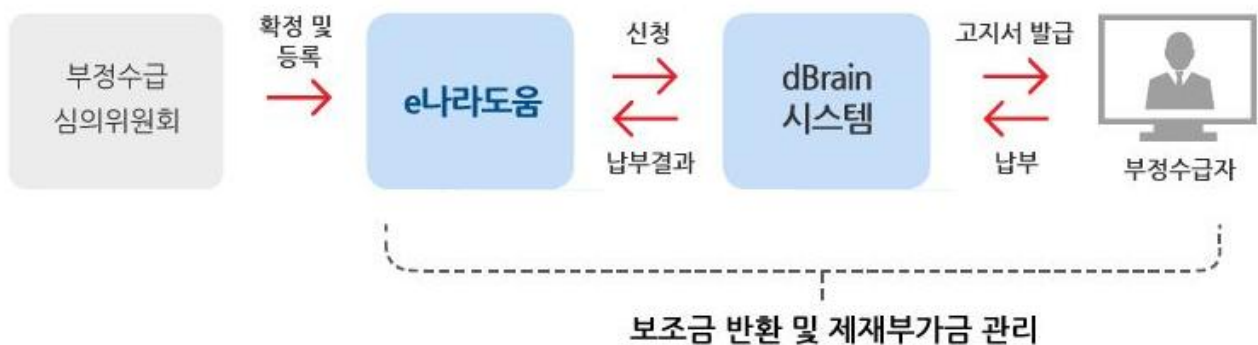 부정수급
심의위원회
확정 및
등록
e나라도움
신청
납부결과
dBrain
시스템
고지서 발급
납부
부정수급자
보조금 반환 및 제재부가금 관리